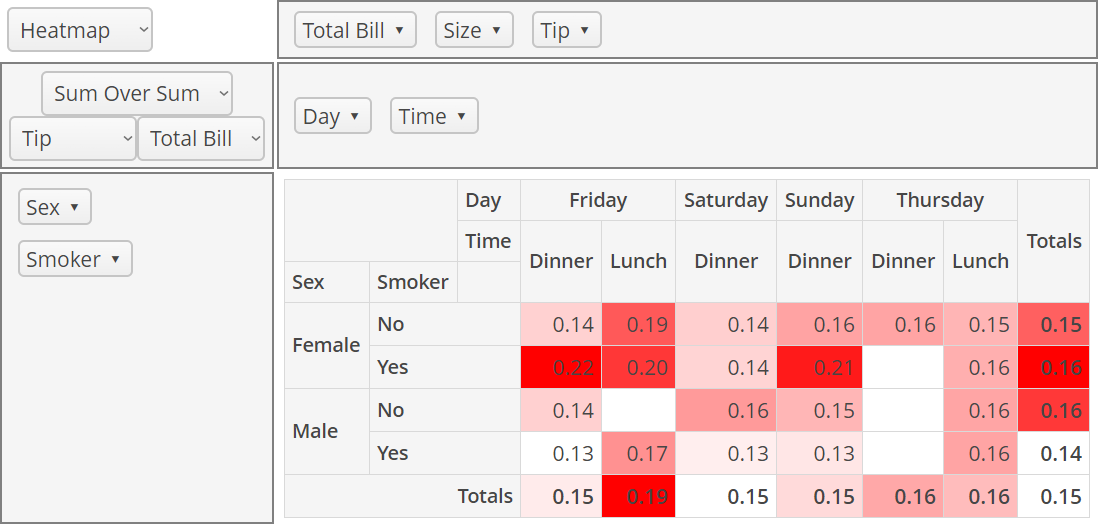 Heatmap
Total Bill ▾ Size ▾ Tip ▾
Sum Over Sum
Tip Total Bill
Day ▾ Time ▾
Sex ▾
Smoker ▾
Day Friday Saturday Sunday Thursday Totals
Time Dinner Lunch Dinner Dinner Dinner Lunch
Sex Smoker
Female No 0.14 0.19 0.14 0.16 0.16 0.15 0.15
Yes 0.22 0.20 0.14 0.21 0.16 0.16
Male No 0.14 0.16 0.15 0.16 0.16
Yes 0.13 0.17 0.13 0.13 0.16 0.14
Totals 0.15 0.19 0.15 0.15 0.16 0.16 0.15